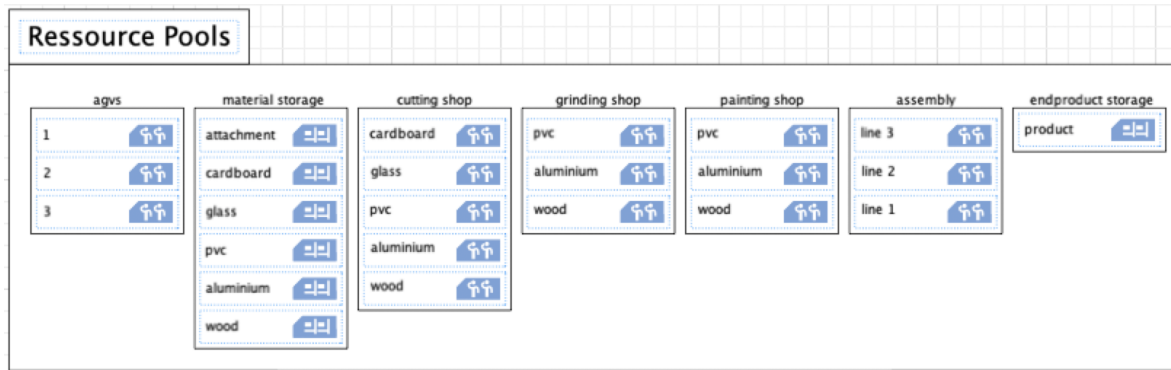 Ressource Pools
agvs
1
2
3
material storage
attachment
cardboard
glass
pvc
aluminium
wood
cutting shop
cardboard
glass
pvc
aluminium
wood
grinding shop
pvc
aluminium
wood
painting shop
pvc
aluminium
wood
assembly
line 3
line 2
line 1
endproduct storage
product